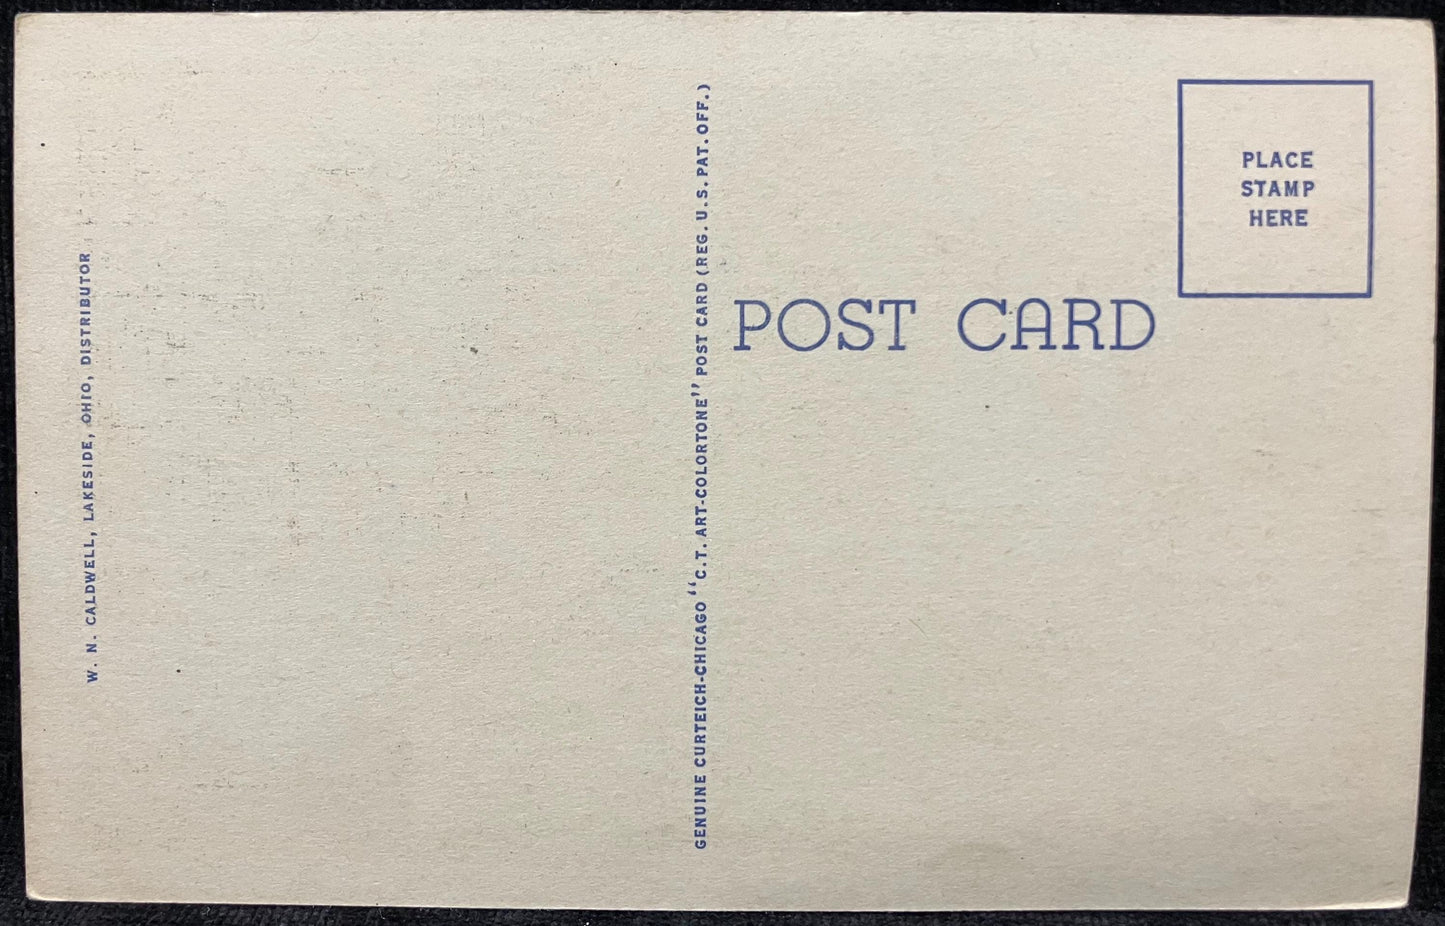 W. N. CALDWELL, LAKESIDE, OHIO, DISTRIBUTOR
GENUINE CURTEICH-CHICAGO "C.T. ART-COLORTONE" POST CARD (REG. U.S. PAT. OFF.)
POST CARD
PLACE
STAMP
HERE